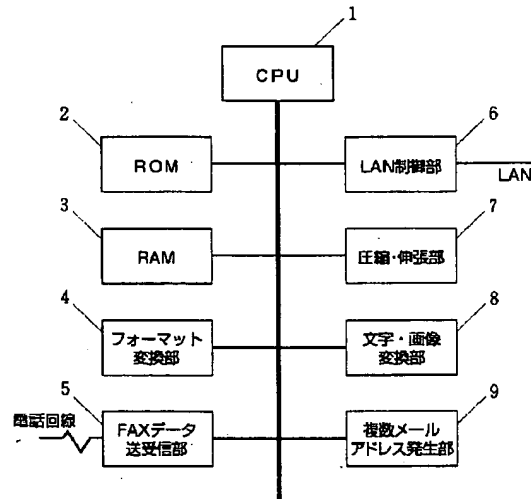 1
CPU
2
ROM
6
LAN制御部
LAN
3
RAM
7
圧縮・伸張部
4
フォーマット
変換部
8
文字・画像
変換部
5
電話回線
FAXデータ
送受信部
9
複数メール
アドレス発生部